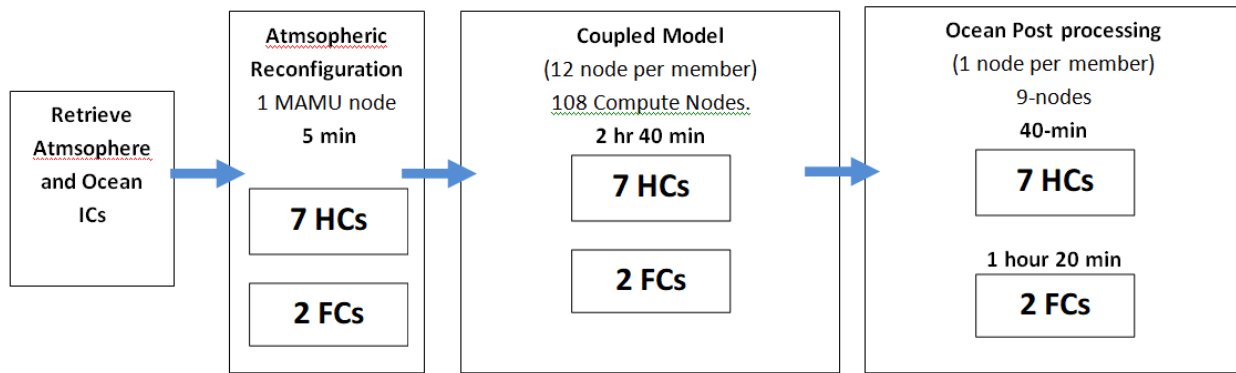 Retrieve
Atmsophere
and Ocean
ICs
Atmsopheric
Reconfiguration
1 MAMU node
5 min
7 HCs
2 FCs
Coupled Model
(12 node per member)
108 Compute Nodes.
2 hr 40 min
7 HCs
2 FCs
Ocean Post processing
(1 node per member)
9-nodes
40-min
7 HCs
1 hour 20 min
2 FCs